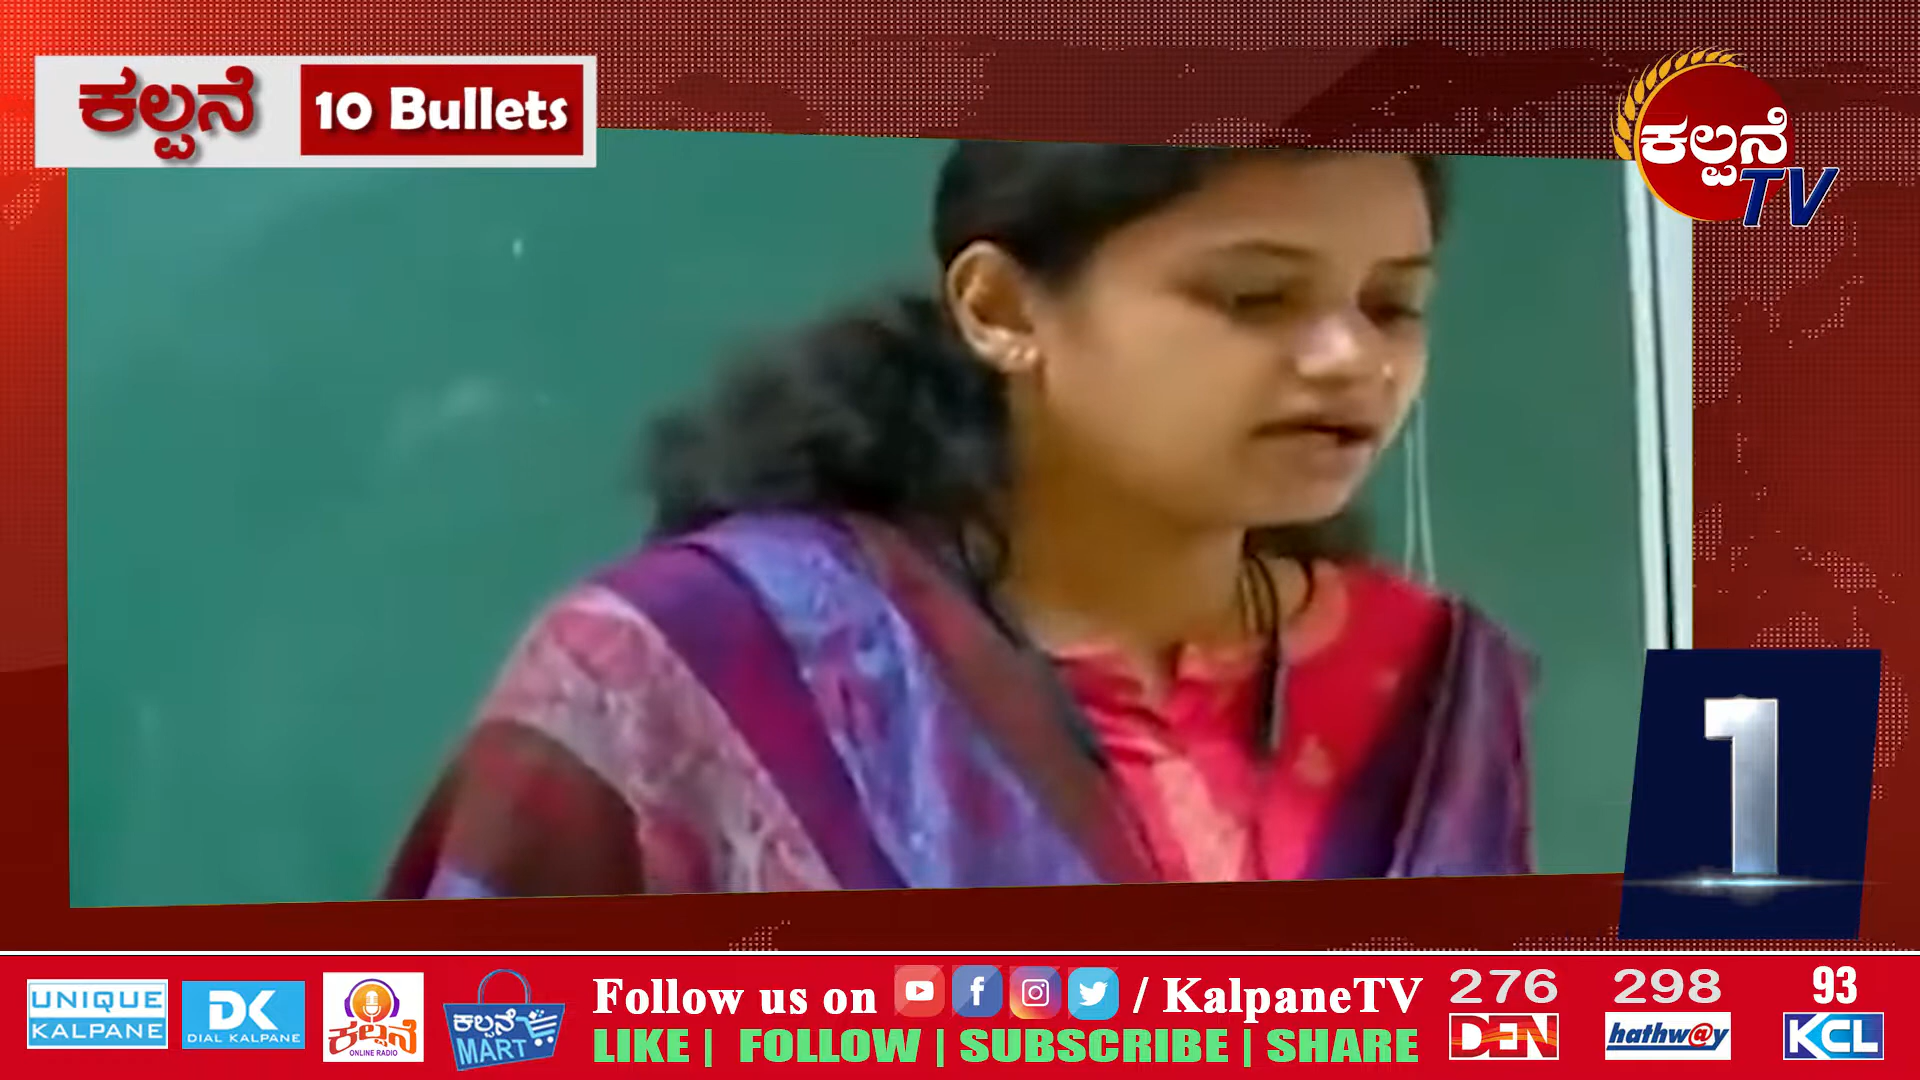 ಕಲ್ಪನೆ 10 Bullets
ಕಲ್ಪನೆ
TV
1
UNIQUE
KALPANE
DK
DIAL KALPANE
ಕಲ್ಪನೆ
ONLINE RADIO
ಕಲ್ಪನೆ
MART
Follow us on / KalpaneTV
LIKE | FOLLOW | SUBSCRIBE | SHARE
276
DEN
298
hathw@y
93
KCL